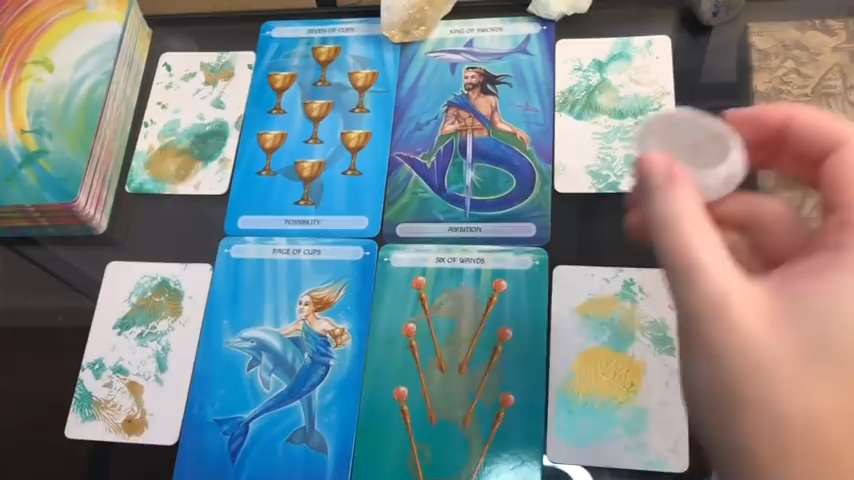 SEVEN OF CUPS
KING OF SWORDS
POSSIBILITY
AMBITION
PAGE OF CUPS
SIX OF WANDS